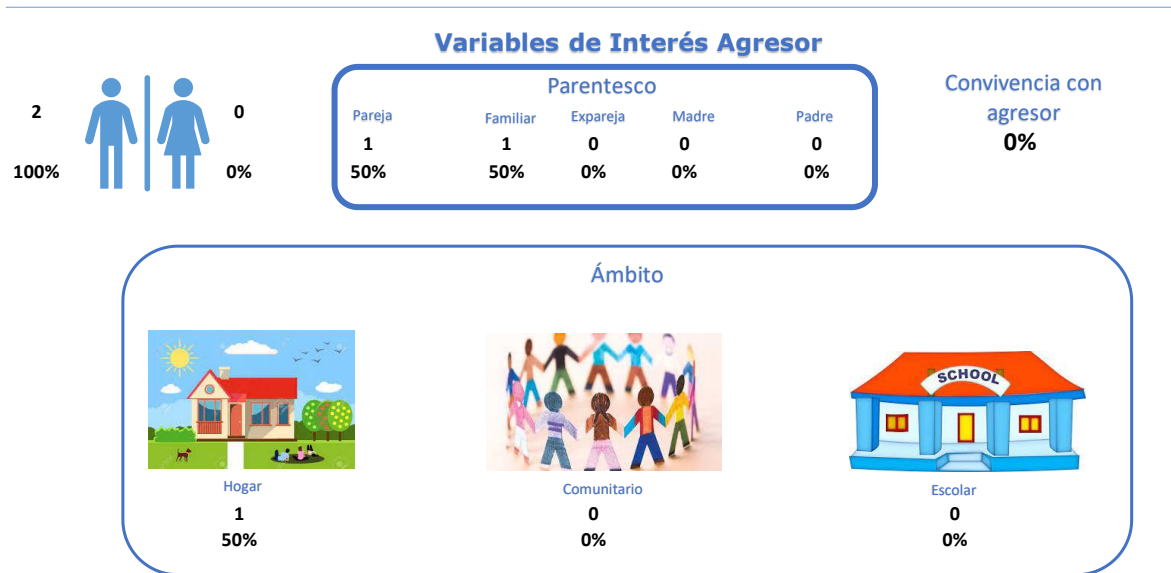 Variables de Interés Agresor
2
100%
0
0%
Parentesco
Pareja Familiar Expareja Madre Padre
1 1 0 0 0
50% 50% 0% 0% 0%
Convivencia con
agresor
0%
Ámbito
SCHOOL
Hogar Comunitario Escolar
1 0 0
50% 0% 0%